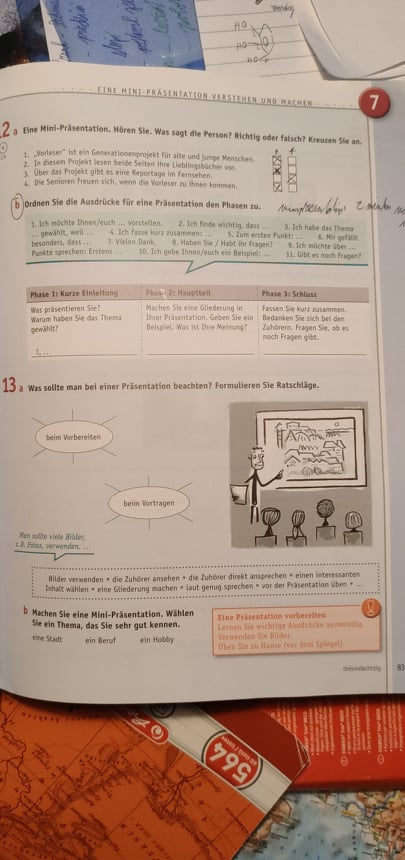 EINE MINI-PRÄSENTATION VERSTEHEN UND MACHEN
7
2 a Eine Mini-Präsentation. Hören Sie. Was sagt die Person? Richtig oder falsch? Kreuzen Sie an.
1. „Vorleser" ist ein Generationenprojekt für alte und junge Menschen.
2. In diesem Projekt lesen beide Seiten ihre Lieblingsbücher vor.
3. Über das Projekt gibt es eine Reportage im Fernsehen.
4. Die Senioren freuen sich, wenn die Vorleser zu ihnen kommen.
b Ordnen Sie die Ausdrücke für eine Präsentation den Phasen zu.
1. Ich möchte Ihnen/euch ... vorstellen. 2. Ich finde wichtig, dass ... 3. Ich habe das Thema
... gewählt, weil ... 4. Ich fasse kurz zusammen: ... 5. Zum ersten Punkt: ... 6. Mir gefällt
besonders, dass ... 7. Vielen Dank. 8. Haben Sie / Habt ihr Fragen? 9. Ich möchte über ...
Punkte sprechen: Erstens ... 10. Ich gebe Ihnen/euch ein Beispiel: ... 11. Gibt es noch Fragen?
Phase 1: Kurze Einleitung Phase 2: Hauptteil Phase 3: Schluss
Was präsentieren Sie? Machen Sie eine Gliederung in Fassen Sie kurz zusammen.
Warum haben Sie das Thema Ihrer Präsentation. Geben Sie ein Bedanken Sie sich bei den
gewählt? Beispiel. Was ist Ihre Meinung? Zuhörern. Fragen Sie, ob es
noch Fragen gibt.
1, ...
13 a Was sollte man bei einer Präsentation beachten? Formulieren Sie Ratschläge.
beim Vorbereiten
beim Vortragen
Man sollte viele Bilder,
z.B. Fotos, verwenden. ...
Bilder verwenden • die Zuhörer ansehen • die Zuhörer direkt ansprechen • einen interessanten
Inhalt wählen • eine Gliederung machen • laut genug sprechen • vor der Präsentation üben • ...
b Machen Sie eine Mini-Präsentation. Wählen
Sie ein Thema, das Sie sehr gut kennen.
eine Stadt ein Beruf ein Hobby
Eine Präsentation vorbereiten
Lernen Sie wichtige Ausdrücke auswendig.
Verwenden Sie Bilder.
Üben Sie zu Hause (vor dem Spiegel).
dreiundachtzig 83
564